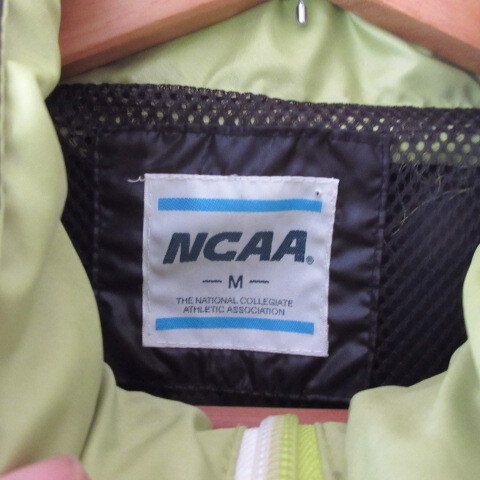 NCAA®
— M —
THE NATIONAL COLLEGIATE
ATHLETIC ASSOCIATION